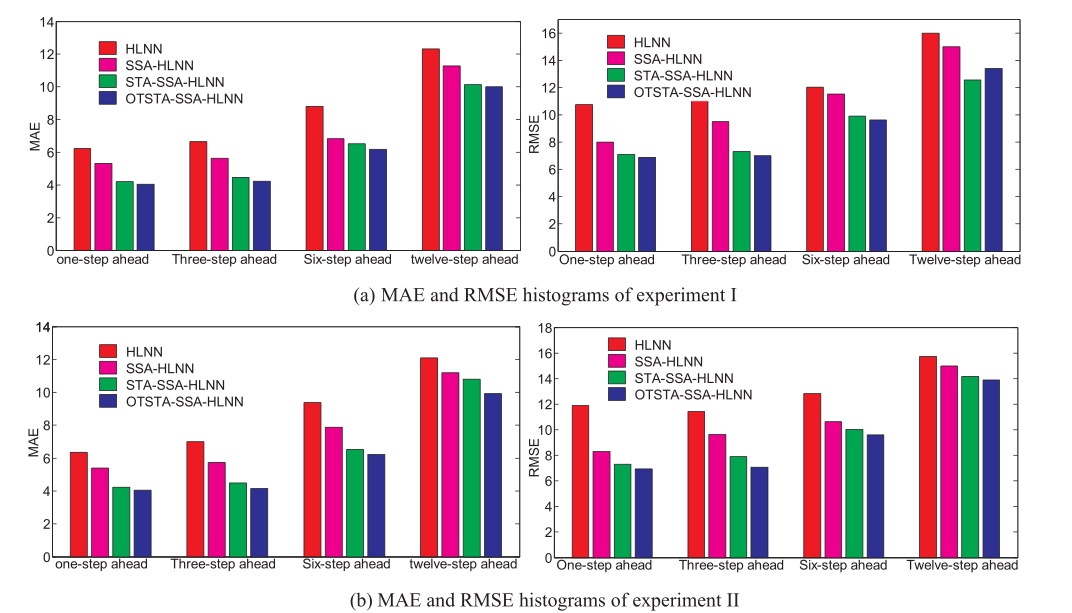 14
12
10
8
6
4
2
0
MAE
HLNN
SSA-HLNN
STA-SSA-HLNN
OTSTA-SSA-HLNN
one-step ahead Three-step ahead Six-step ahead twelve-step ahead
16
14
12
10
8
6
4
2
0
RMSE
HLNN
SSA-HLNN
STA-SSA-HLNN
OTSTA-SSA-HLNN
One-step ahead Three-step ahead Six-step ahead Twelve-step ahead
(a) MAE and RMSE histograms of experiment I
14
12
10
8
6
4
2
0
MAE
HLNN
SSA-HLNN
STA-SSA-HLNN
OTSTA-SSA-HLNN
one-step ahead Three-step ahead Six-step ahead twelve-step ahead
18
16
14
12
10
8
6
4
2
0
RMSE
HLNN
SSA-HLNN
STA-SSA-HLNN
OTSTA-SSA-HLNN
One-step ahead Three-step ahead Six-step ahead Twelve-step ahead
(b) MAE and RMSE histograms of experiment II